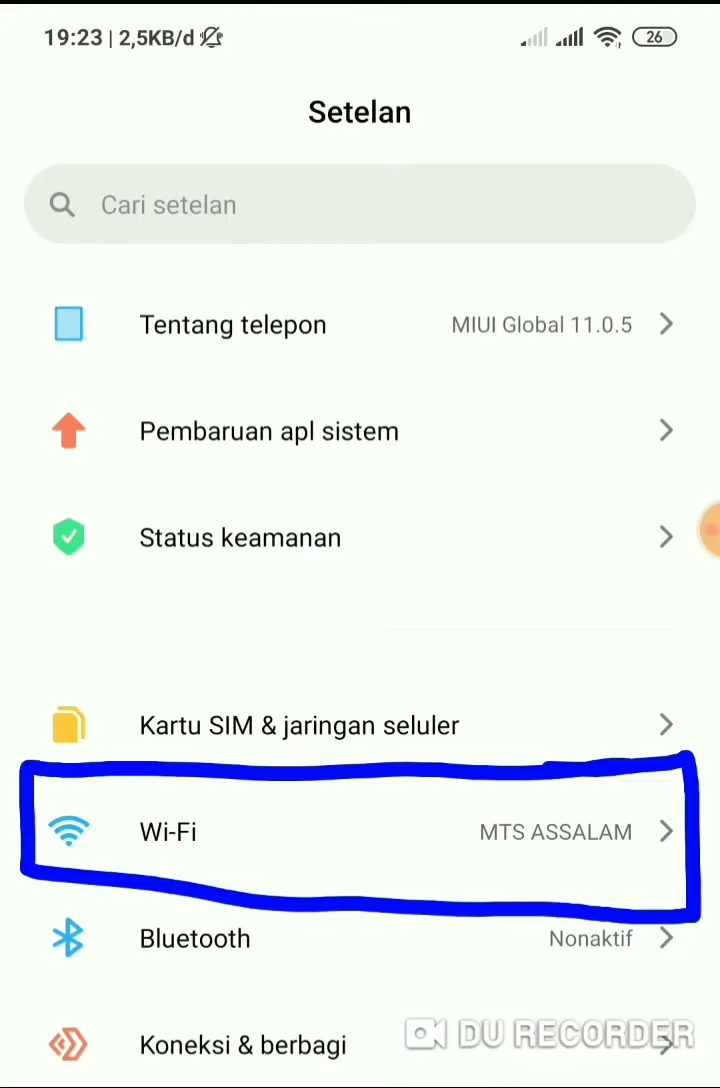 19:23 | 2,5KB/d 26
Setelan
Cari setelan
Tentang telepon MIUI Global 11.0.5
Pembaruan apl sistem
Status keamanan
Kartu SIM & jaringan seluler
Wi-Fi MTS ASSALAM
Bluetooth Nonaktif
Koneksi & berbagi
DU RECORDER